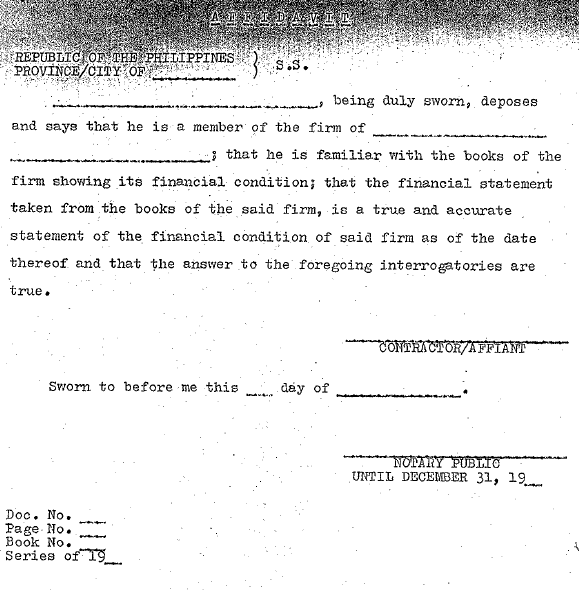 AFFIDAVIT
REPUBLIC OF THE PHILIPPINES )
PROVINCE/CITY OF ____________ ) S.S.
______________________________, being duly sworn, deposes
and says that he is a member of the firm of ____________________
______________________; that he is familiar with the books of the
firm showing its financial condition; that the financial statement
taken from the books of the said firm, is a true and accurate
statement of the financial condition of said firm as of the date
thereof and that the answer to the foregoing interrogatories are
true.
CONTRACTOR/AFFIANT
Sworn to before me this ___ day of ______________.
NOTARY PUBLIC
UNTIL DECEMBER 31, 19__
Doc. No. ___
Page No. ___
Book No. ___
Series of 19__